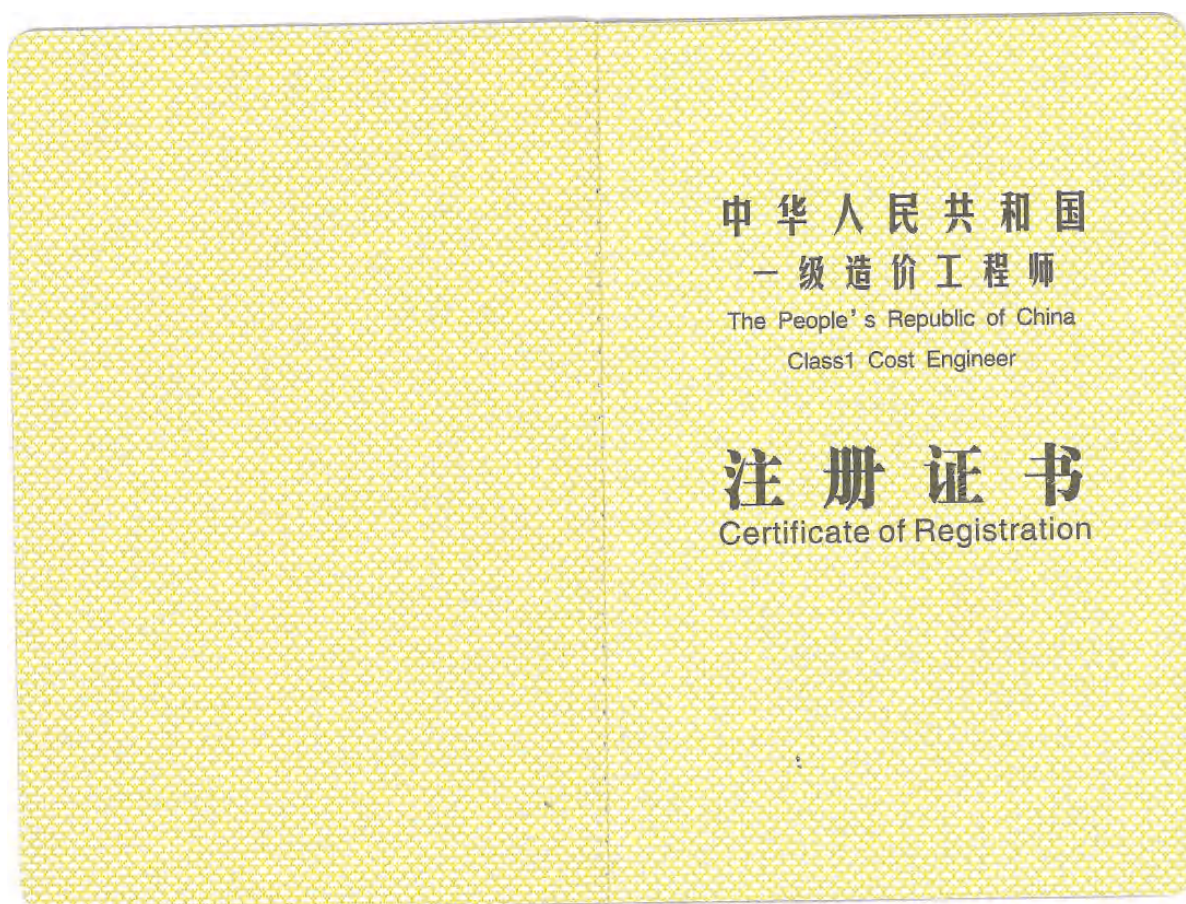 中华人民共和国
一级造价工程师
The People's Republic of China
Class1 Cost Engineer
注册证书
Certificate of Registration